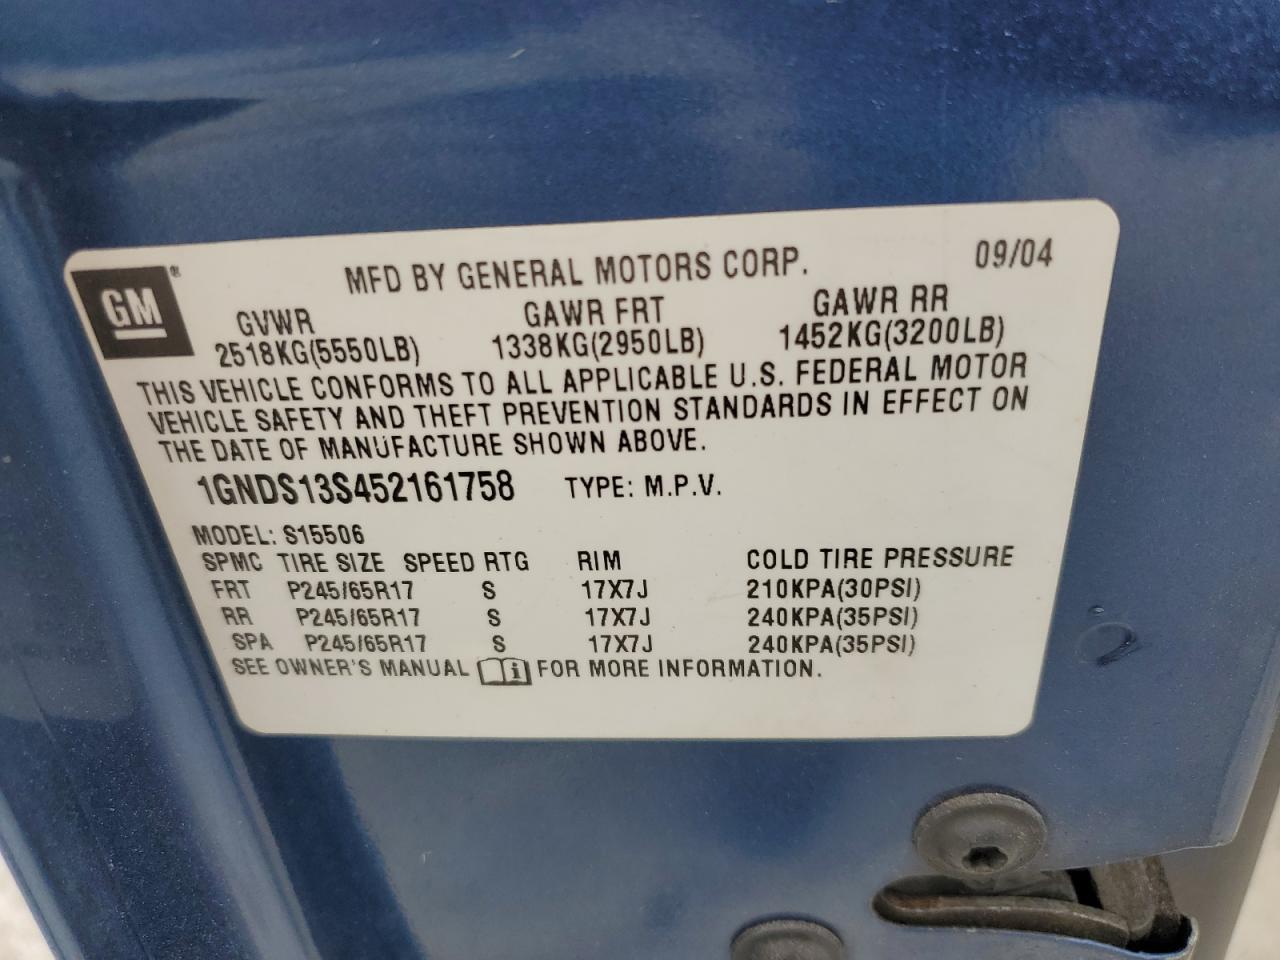 GM®
MFD BY GENERAL MOTORS CORP. 09/04
GVWR GAWR FRT GAWR RR
2518KG(5550LB) 1338KG(2950LB) 1452KG(3200LB)
THIS VEHICLE CONFORMS TO ALL APPLICABLE U.S. FEDERAL MOTOR
VEHICLE SAFETY AND THEFT PREVENTION STANDARDS IN EFFECT ON
THE DATE OF MANUFACTURE SHOWN ABOVE.
1GNDS13S452161758 TYPE: M.P.V.
MODEL: S15506
SPMC TIRE SIZE SPEED RTG RIM COLD TIRE PRESSURE
FRT P245/65R17 S 17X7J 210KPA(30PSI)
RR P245/65R17 S 17X7J 240KPA(35PSI)
SPA P245/65R17 S 17X7J 240KPA(35PSI)
SEE OWNER'S MANUAL i FOR MORE INFORMATION.